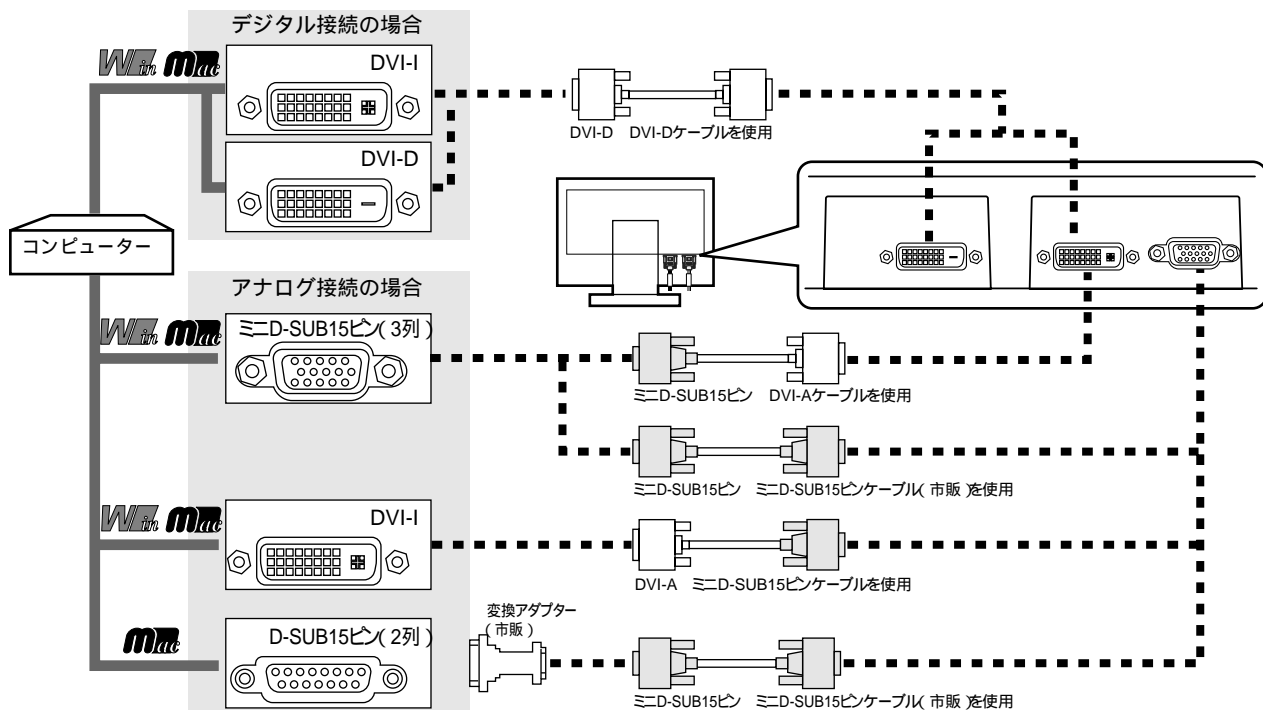 デジタル接続の場合
Win Mac
DVI-I
DVI-D
DVI-D DVI-Dケーブルを使用
コンピューター
アナログ接続の場合
Win Mac
ミニD-SUB15ピン(3列)
ミニD-SUB15ピン DVI-Aケーブルを使用
ミニD-SUB15ピン ミニD-SUB15ピンケーブル(市販)を使用
Win Mac
DVI-I
DVI-A ミニD-SUB15ピンケーブルを使用
Mac
D-SUB15ピン(2列)
変換アダプター
(市販)
ミニD-SUB15ピン ミニD-SUB15ピンケーブル(市販)を使用